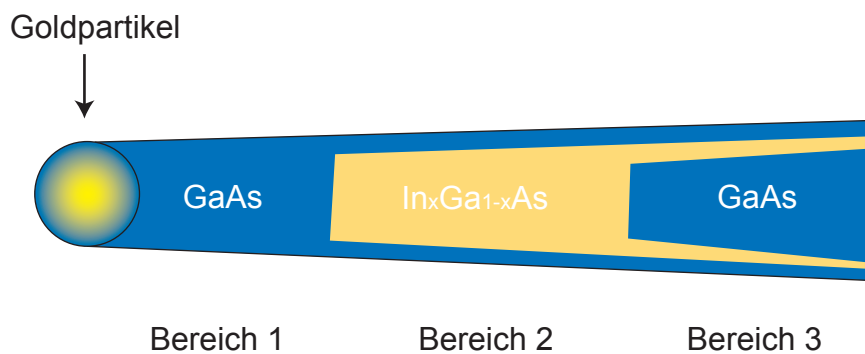 Goldpartikel
GaAs InxGa1-xAs GaAs
Bereich 1 Bereich 2 Bereich 3